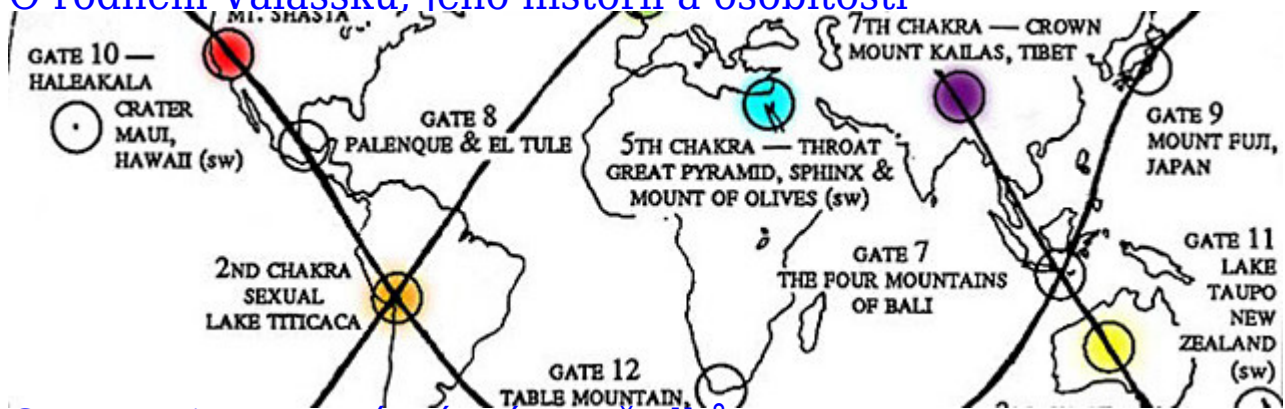 O rodném Valašsku, jeho historii a osobitosti
MT. SHASTA
GATE 10 —
HALEAKALA
CRATER
MAUI,
HAWAII (sw)
GATE 8
PALENQUE & EL TULE
5TH CHAKRA — THROAT
GREAT PYRAMID, SPHINX &
MOUNT OF OLIVES (sw)
7TH CHAKRA — CROWN
MOUNT KAILAS, TIBET
GATE 9
MOUNT FUJI,
JAPAN
2ND CHAKRA
SEXUAL
LAKE TITICACA
GATE 7
THE FOUR MOUNTAINS
OF BALI
GATE 11
LAKE
TAUPO
NEW
ZEALAND
(sw)
GATE 12
TABLE MOUNTAIN,